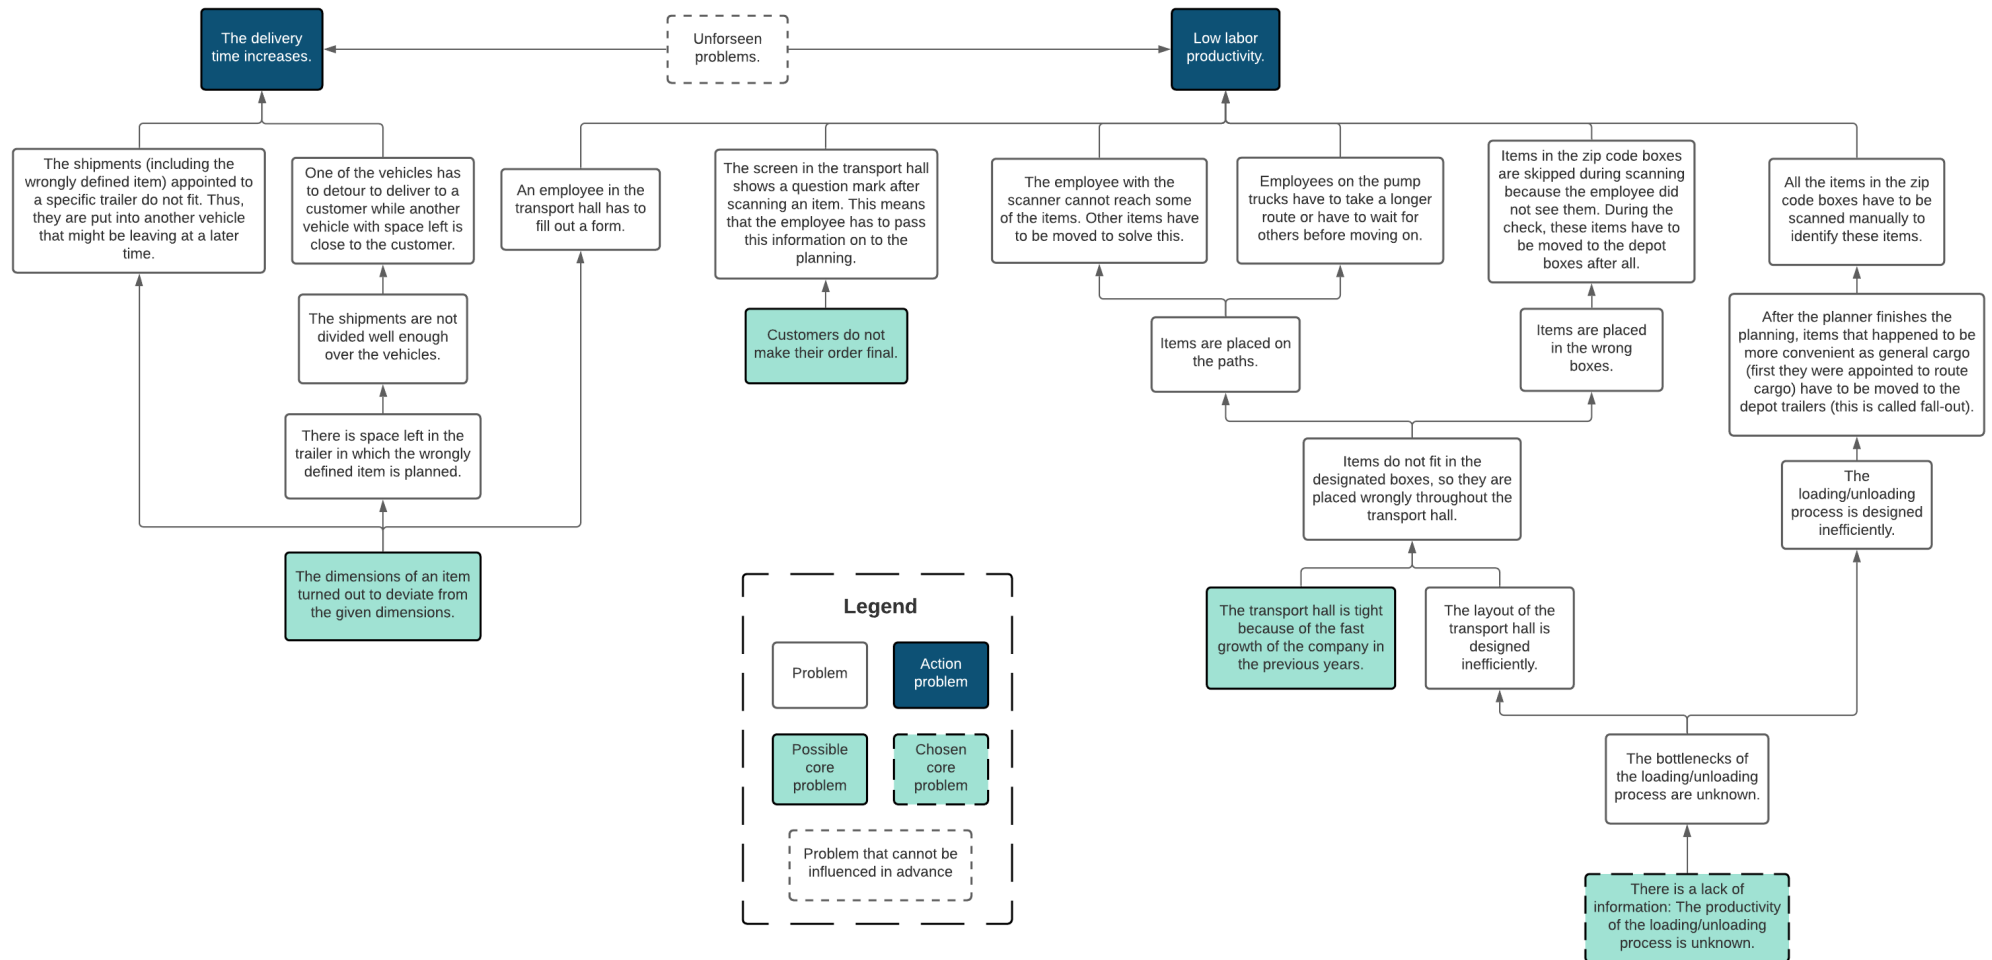 The delivery
time increases.
Unforseen
problems.
Low labor
productivity.
The shipments (including the
wrongly defined item) appointed to
a specific trailer do not fit. Thus,
they are put into another vehicle
that might be leaving at a later
time.
One of the vehicles has
to detour to deliver to a
customer while another
vehicle with space left is
close to the customer.
An employee in the
transport hall has to
fill out a form.
The screen in the transport hall
shows a question mark after
scanning an item. This means
that the employee has to pass
this information on to the
planning.
The employee with the
scanner cannot reach some
of the items. Other items have
to be moved to solve this.
Employees on the pump
trucks have to take a longer
route or have to wait for
others before moving on.
Items in the zip code boxes
are skipped during scanning
because the employee did
not see them. During the
check, these items have to
be moved to the depot
boxes after all.
All the items in the zip
code boxes have to be
scanned manually to
identify these items.
The shipments are not
divided well enough
over the vehicles.
Customers do not
make their order final.
Items are placed on
the paths.
Items are placed
in the wrong
boxes.
After the planner finishes the
planning, items that happened to be
more convenient as general cargo
(first they were appointed to route
cargo) have to be moved to the
depot trailers (this is called fall-out).
There is space left in the
trailer in which the wrongly
defined item is planned.
Items do not fit in the
designated boxes, so they are
placed wrongly throughout the
transport hall.
The
loading/unloading
process is designed
inefficiently.
The dimensions of an item
turned out to deviate from
the given dimensions.
The transport hall is tight
because of the fast
growth of the company in
the previous years.
The layout of the
transport hall is
designed
inefficiently.
The bottlenecks of
the loading/unloading
process are unknown.
There is a lack of
information: The productivity
of the loading/unloading
process is unknown.
Legend
Problem
Action
problem
Possible
core
problem
Chosen
core
problem
Problem that cannot be
influenced in advance